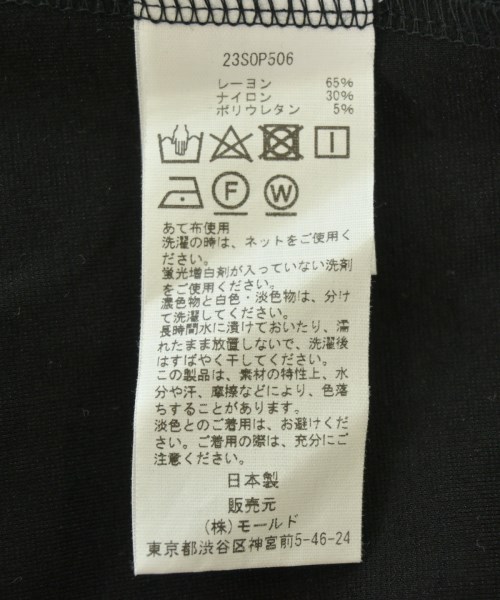 23SOP506
レーヨン 65%
ナイロン 30%
ポリウレタン 5%
F W
あて布使用
洗濯の時は、ネットをご使用く
ださい。
蛍光増白剤が入っていない洗剤
をご使用ください。
濃色物と白色・淡色物は、分け
て洗濯してください。
長時間水に漬けておいたり、濡
れたまま放置しないで、洗濯後
はすばやく干してください。
この製品は、素材の特性上、水
分や汗、摩擦などにより、色落
ちすることがあります。
淡色とのご着用は、お避けくだ
さい。ご着用の際は、充分にご
注意ください。
日本製
販売元
(株)モールド
東京都渋谷区神宮前5-46-24